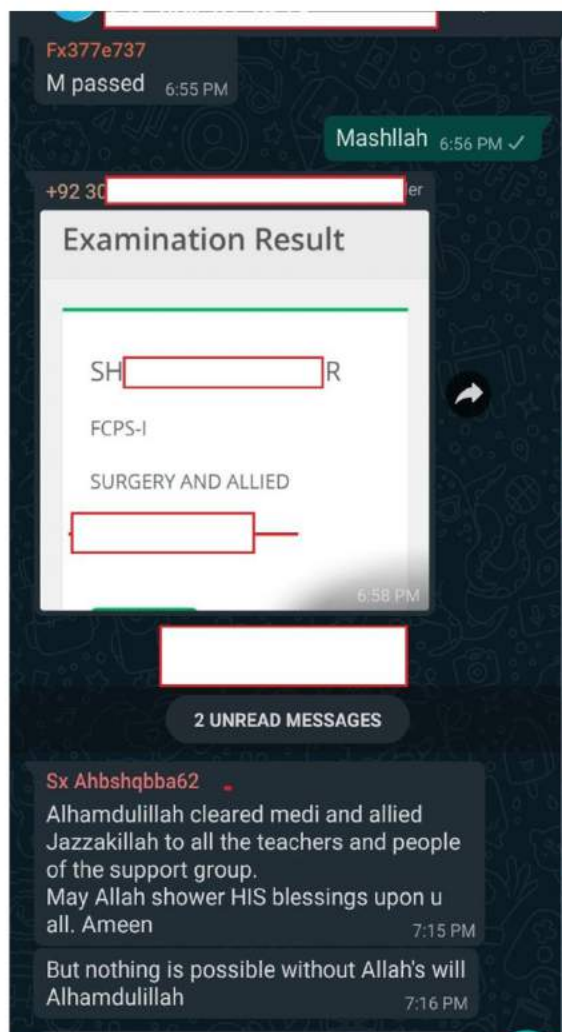 Fx377e737
M passed 6:55 PM
Mashllah 6:56 PM
+92 30 er
Examination Result
SH R
FCPS-I
SURGERY AND ALLIED
6:58 PM
2 UNREAD MESSAGES
Sx Ahbshqbba62
Alhamdulillah cleared medi and allied
Jazzakillah to all the teachers and people
of the support group.
May Allah shower HIS blessings upon u
all. Ameen
7:15 PM
But nothing is possible without Allah's will
Alhamdulillah
7:16 PM